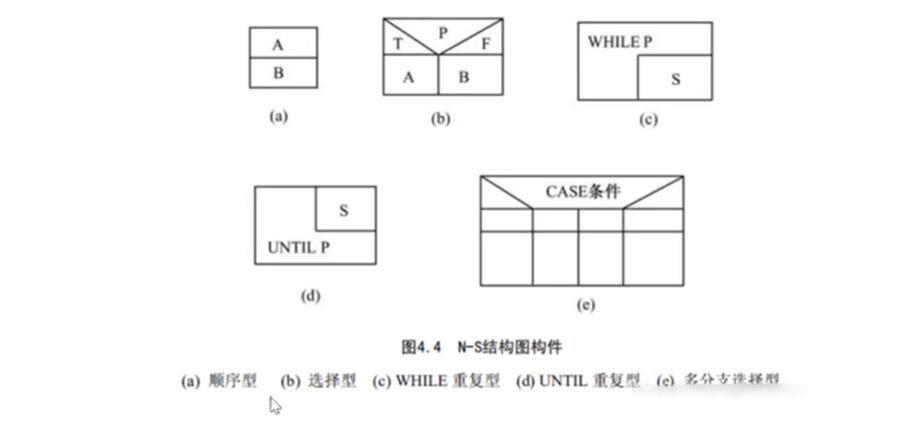 A
B
(a)
T P F
A B
(b)
WHILE P
S
(c)
S
UNTIL P
(d)
CASE条件
(e)
图4.4 N-S结构图构件
(a) 顺序型 (b) 选择型 (c) WHILE 重复型 (d) UNTIL 重复型 (e) 多分支选择型